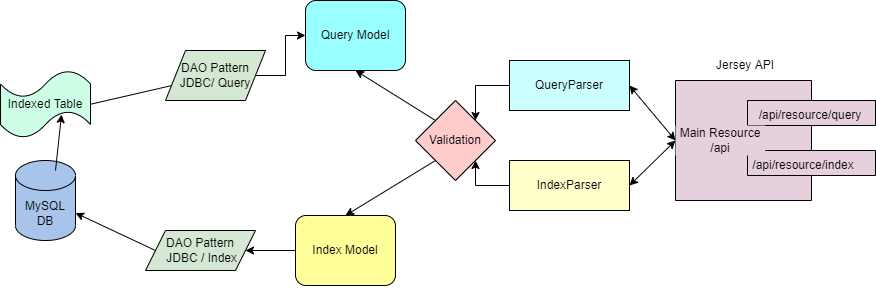 Query Model
DAO Pattern
JDBC/ Query
Indexed Table
Jersey API
QueryParser
/api/resource/query
Main Resource
/api
Validation
/api/resource/index
IndexParser
MySQL
DB
DAO Pattern
JDBC / Index
Index Model